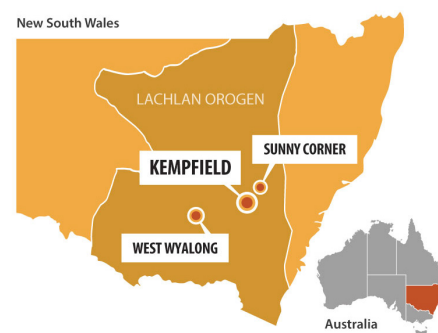 New South Wales
LACHLAN OROGEN
SUNNY CORNER
KEMPFIELD
WEST WYALONG
Australia